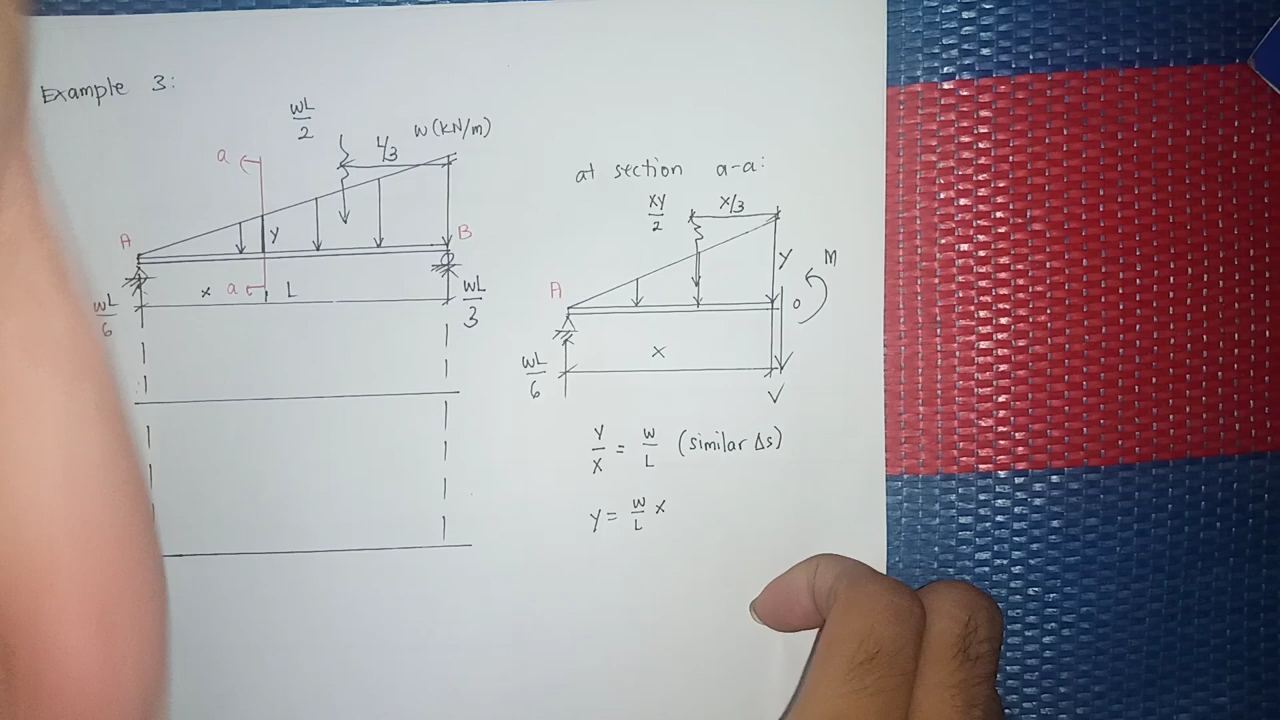 Example 3:
wL/2
L/3
w (kN/m)
a
A
y
B
x
a
L
wL/6
wL/3
at section a-a:
xy/2
x/3
y
M
A
o
x
wL/6
V
y/x = w/L (similar Δs)
y = w/L x